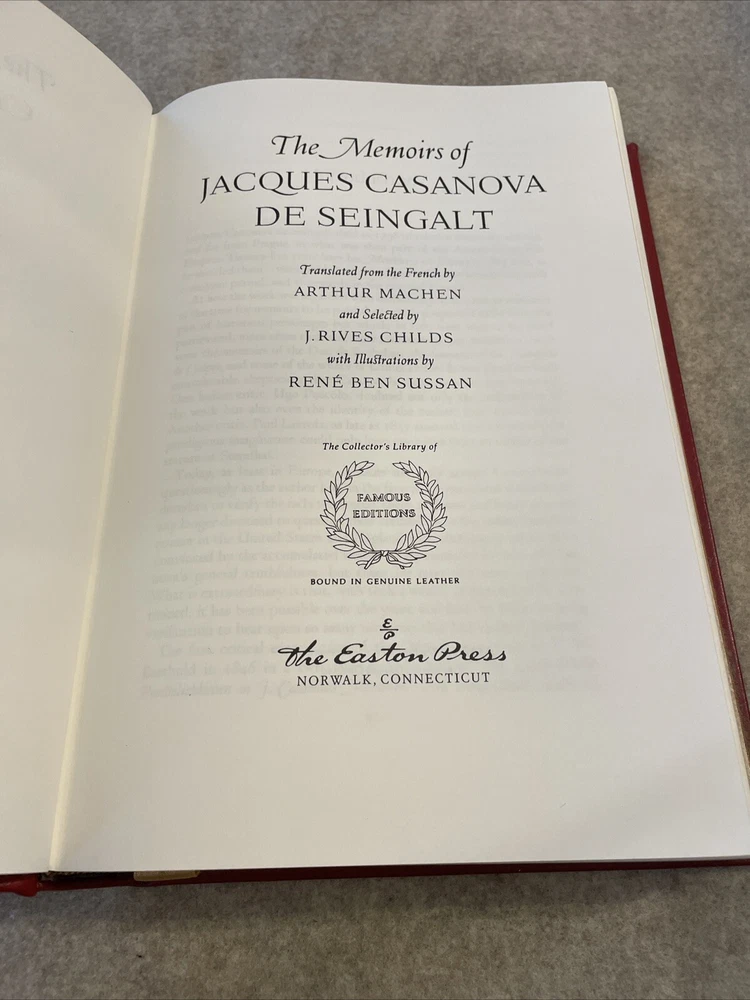 The Memoirs of
JACQUES CASANOVA
DE SEINGALT
Translated from the French by
ARTHUR MACHEN
and Selected by
J. RIVES CHILDS
with Illustrations by
RENÉ BEN SUSSAN
The Collector's Library of
FAMOUS
EDITIONS
BOUND IN GENUINE LEATHER
E
P
The Easton Press
NORWALK, CONNECTICUT